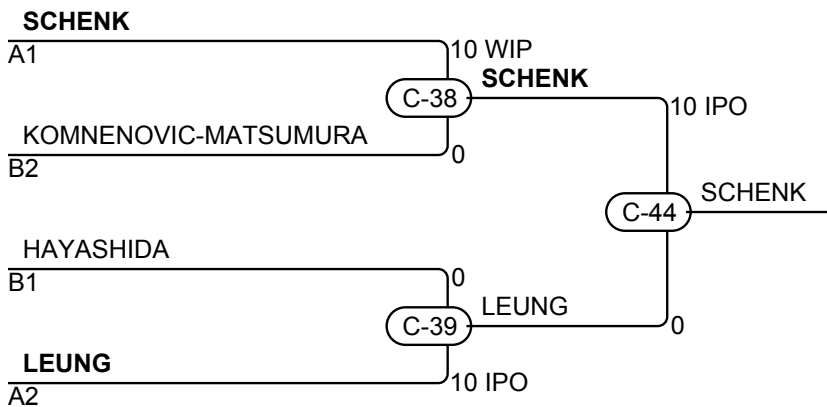 SCHENK
A1
10 WIP
C-38
SCHENK
KOMNENOVIC-MATSUMURA
B2
0
10 IPO
C-44
SCHENK
HAYASHIDA
B1
0
C-39
LEUNG
0
LEUNG
A2
10 IPO